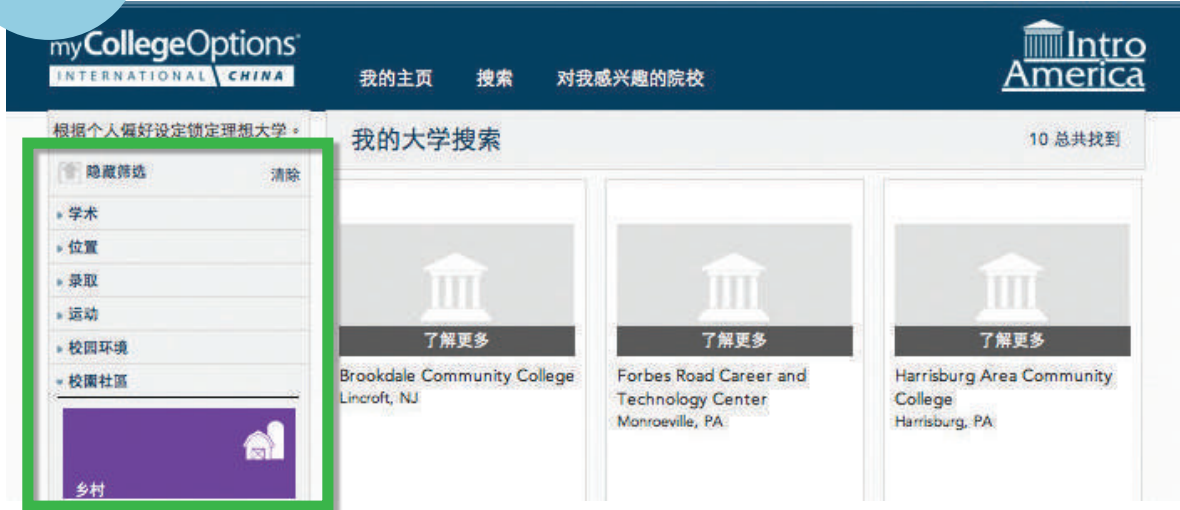 myCollegeOptions®
INTERNATIONAL CHINA
我的主页 搜索 对我感兴趣的院校
Intro
America
根据个人偏好设定锁定理想大学。
隐藏筛选 清除
学术
位置
录取
运动
校园环境
校園社區
乡村
我的大学搜索
10 总共找到
了解更多
Brookdale Community College
Lincroft, NJ
了解更多
Forbes Road Career and
Technology Center
Monroeville, PA
了解更多
Harrisburg Area Community
College
Harrisburg, PA